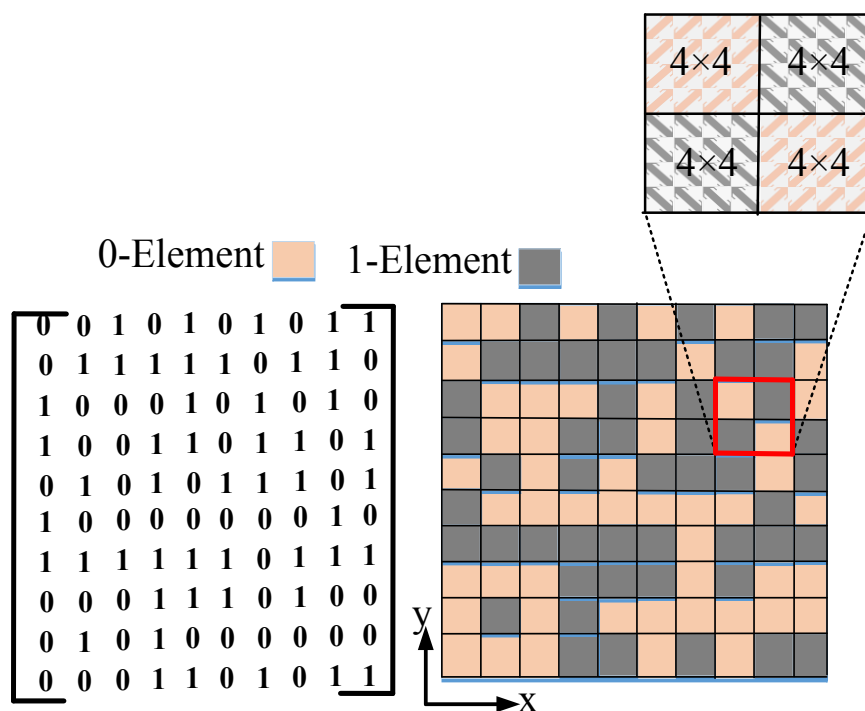 4×4 4×4
4×4 4×4
0-Element 1-Element
0 0 1 0 1 0 1 0 1 1
0 1 1 1 1 1 0 1 1 0
1 0 0 0 1 0 1 0 1 0
1 0 0 1 1 0 1 1 0 1
0 1 0 1 0 1 1 1 0 1
1 0 0 0 0 0 0 0 1 0
1 1 1 1 1 1 0 1 1 1
0 0 0 1 1 1 0 1 0 0
0 1 0 1 0 0 0 0 0 0
0 0 0 1 1 0 1 0 1 1
y
x